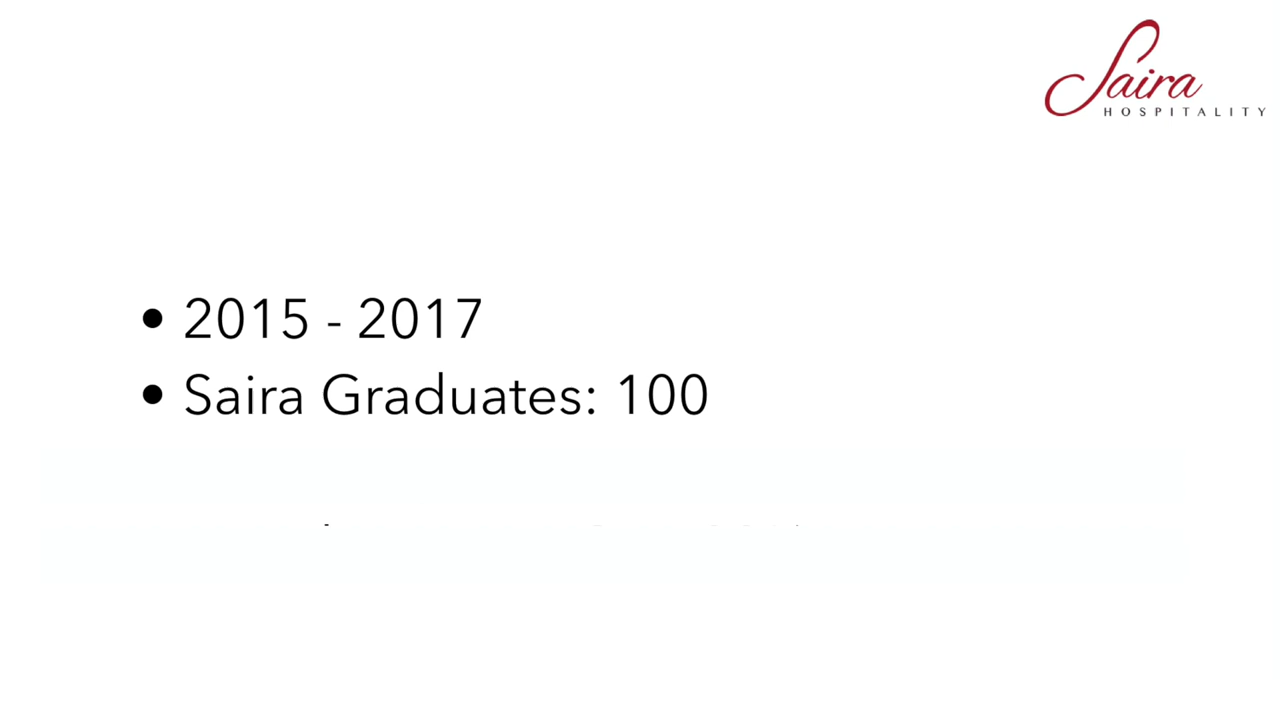 Saira
HOSPITALITY
• 2015 - 2017
• Saira Graduates: 100